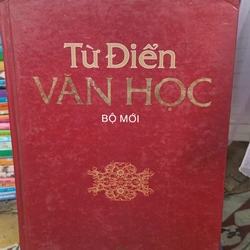 Từ Điển
VĂN HỌC
BỘ MỚI